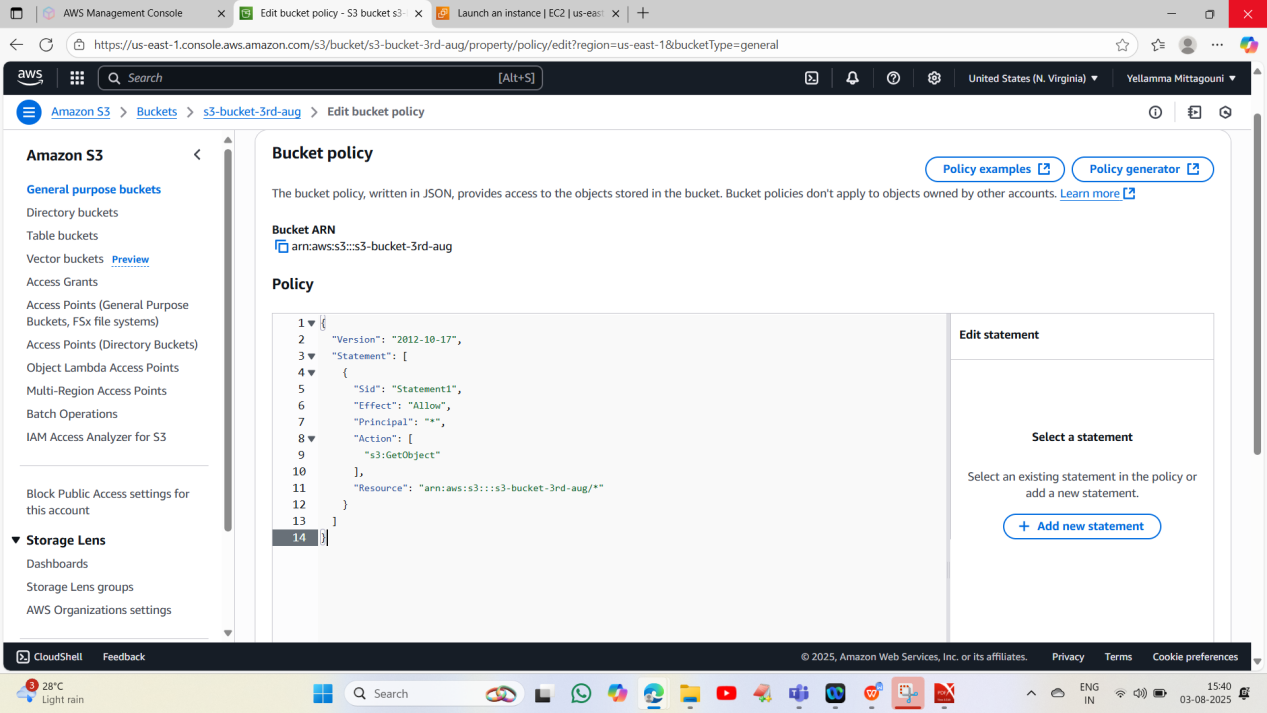 AWS Management Console
Edit bucket policy - S3 bucket s3-
Launch an instance | EC2 | us-east
https://us-east-1.console.aws.amazon.com/s3/bucket/s3-bucket-3rd-aug/property/policy/edit?region=us-east-1&bucketType=general
aws
Search
[Alt+S]
United States (N. Virginia)
Yellamma Mittagouni
Amazon S3
Buckets
s3-bucket-3rd-aug
Edit bucket policy
Amazon S3
General purpose buckets
Directory buckets
Table buckets
Vector buckets Preview
Access Grants
Access Points (General Purpose
Buckets, FSx file systems)
Access Points (Directory Buckets)
Object Lambda Access Points
Multi-Region Access Points
Batch Operations
IAM Access Analyzer for S3
Block Public Access settings for
this account
Storage Lens
Dashboards
Storage Lens groups
AWS Organizations settings
Bucket policy
Policy examples
Policy generator
The bucket policy, written in JSON, provides access to the objects stored in the bucket. Bucket policies don't apply to objects owned by other accounts. Learn more
Bucket ARN
arn:aws:s3:::s3-bucket-3rd-aug
Policy
1 {
2 "Version": "2012-10-17",
3 "Statement": [
4 {
5 "Sid": "Statement1",
6 "Effect": "Allow",
7 "Principal": "*",
8 "Action": [
9 "s3:GetObject"
10 ],
11 "Resource": "arn:aws:s3:::s3-bucket-3rd-aug/*"
12 }
13 ]
14 }
Edit statement
Select a statement
Select an existing statement in the policy or
add a new statement.
+ Add new statement
CloudShell
Feedback
© 2025, Amazon Web Services, Inc. or its affiliates.
Privacy
Terms
Cookie preferences
3
28°C
Light rain
Search
ENG
IN
15:40
03-08-2025